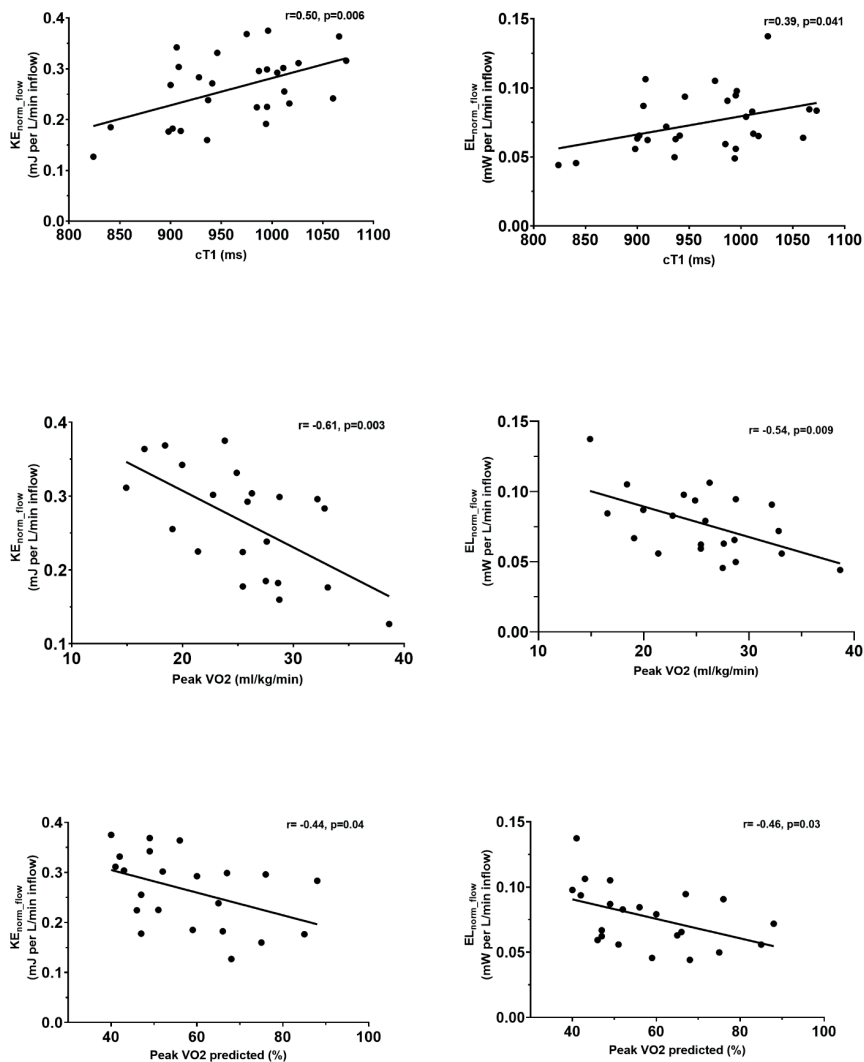 r=0.50, p=0.006
0.4
0.3
0.2
0.1
0.0
KEnorm_flow
(mJ per L/min inflow)
800 850 900 950 1000 1050 1100
cT1 (ms)
r=0.39, p=0.041
0.15
0.10
0.05
0.00
ELnorm_flow
(mW per L/min inflow)
800 900 950 1000 1050 1100
cT1 (ms)
r= -0.61, p=0.003
0.4
0.3
0.2
0.1
KEnorm_flow
(mJ per L/min inflow)
10 20 30 40
Peak VO2 (ml/kg/min)
r= -0.54, p=0.009
0.15
0.10
0.05
0.00
ELnorm_flow
(mW per L/min inflow)
10 20 30 40
Peak VO2 (ml/kg/min)
r= -0.44, p=0.04
0.4
0.3
0.2
0.1
0.0
KEnorm_flow
(mJ per L/min inflow)
40 60 80 100
Peak VO2 predicted (%)
r= -0.46, p=0.03
0.15
0.10
0.05
0.00
ELnorm_flow
(mW per L/min inflow)
40 60 80 100
Peak VO2 predicted (%)